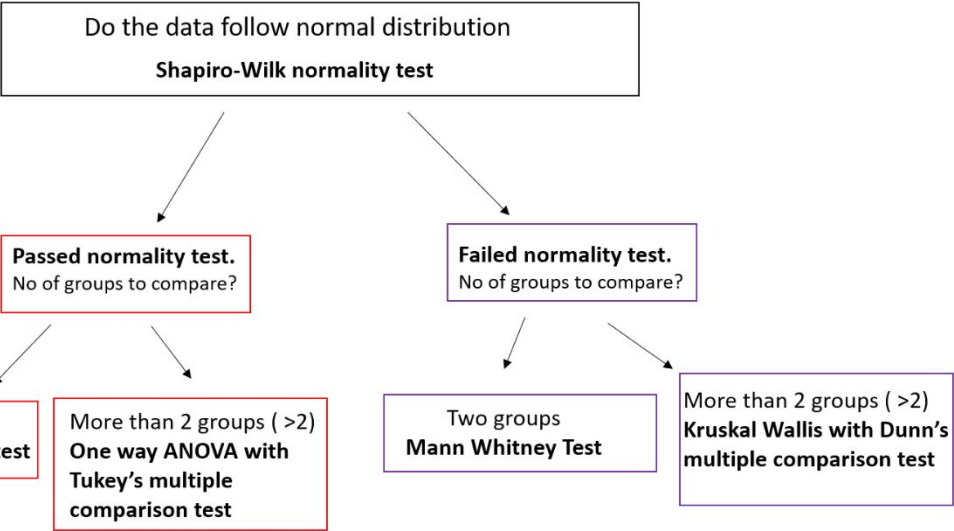 Do the data follow normal distribution
Shapiro-Wilk normality test
Passed normality test.
No of groups to compare?
Failed normality test.
No of groups to compare?
test
More than 2 groups ( >2)
One way ANOVA with
Tukey’s multiple
comparison test
Two groups
Mann Whitney Test
More than 2 groups ( >2)
Kruskal Wallis with Dunn’s
multiple comparison test